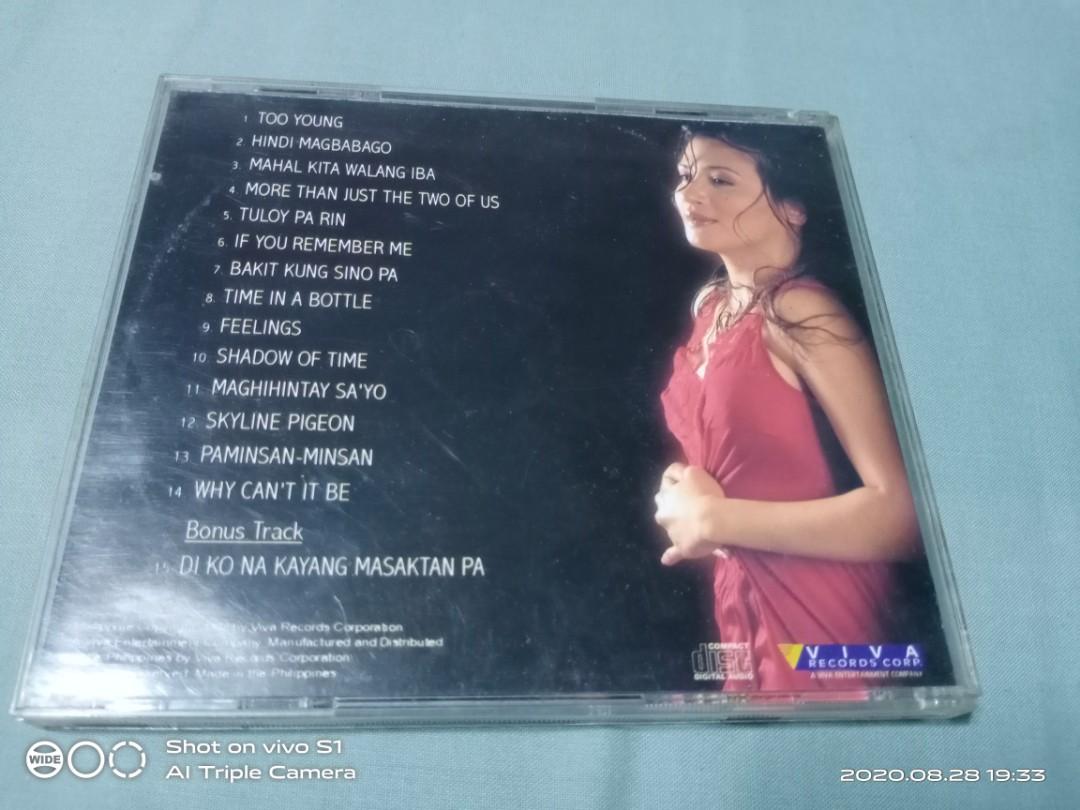 1 TOO YOUNG
2. HINDI MAGBABAGO
3. MAHAL KITA WALANG IBA
4. MORE THAN JUST THE TWO OF US
5. TULOY PA RIN
6. IF YOU REMEMBER ME
7. BAKIT KUNG SINO PA
8. TIME IN A BOTTLE
9. FEELINGS
10 SHADOW OF TIME
11 MAGHIHINTAY SA'YO
12 SKYLINE PIGEON
13 PAMINSAN-MINSAN
14 WHY CAN'T IT BE
Bonus Track
15 DI KO NA KAYANG MASAKTAN PA
by Viva Records Corporation
Entertainment Company. Manufactured and Distributed
Philippines by Viva Records Corporation
Made in the Philippines
COMPACT
disc
DIGITAL AUDIO
VIVA
RECORDS CORP.
A VIVA ENTERTAINMENT COMPANY
WIDE
Shot on vivo S1
AI Triple Camera
2020.08.28 19:33